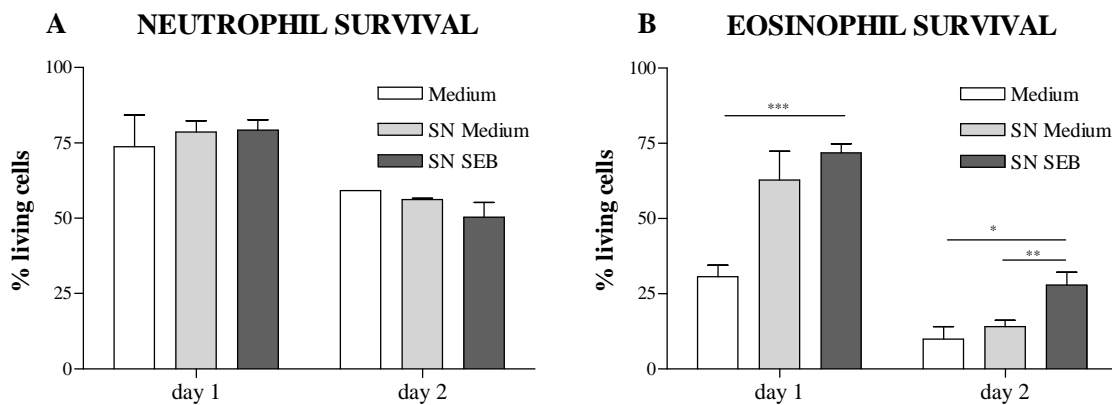 A NEUTROPHIL SURVIVAL
100
75
50
25
0
% living cells
Medium
SN Medium
SN SEB
day 1
day 2
B EOSINOPHIL SURVIVAL
100
75
50
25
0
% living cells
Medium
SN Medium
SN SEB
***
*
**
day 1
day 2